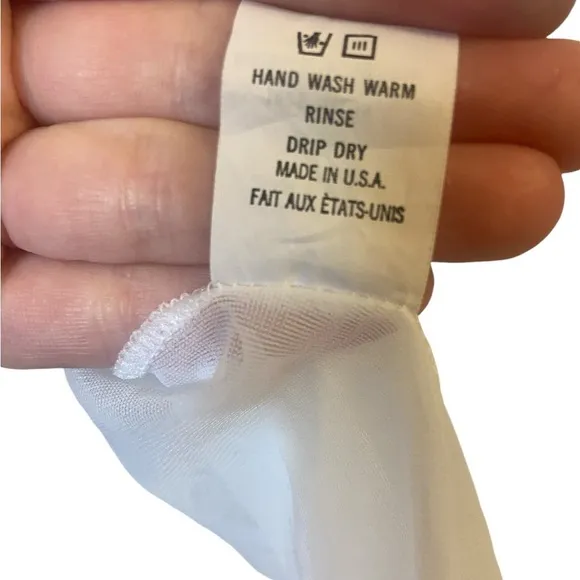 HAND WASH WARM
RINSE
DRIP DRY
MADE IN U.S.A.
FAIT AUX ÈTATS-UNIS